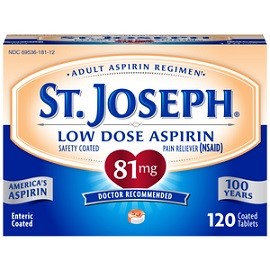 NDC 69536-181-12
ADULT ASPIRIN REGIMEN†
ST. JOSEPH®
LOW DOSE ASPIRIN
SAFETY COATED PAIN RELIEVER (NSAID)
81mg
DOCTOR RECOMMENDED
AMERICA'S
ASPIRIN
100
YEARS
Enteric
Coated
120 Coated
Tablets